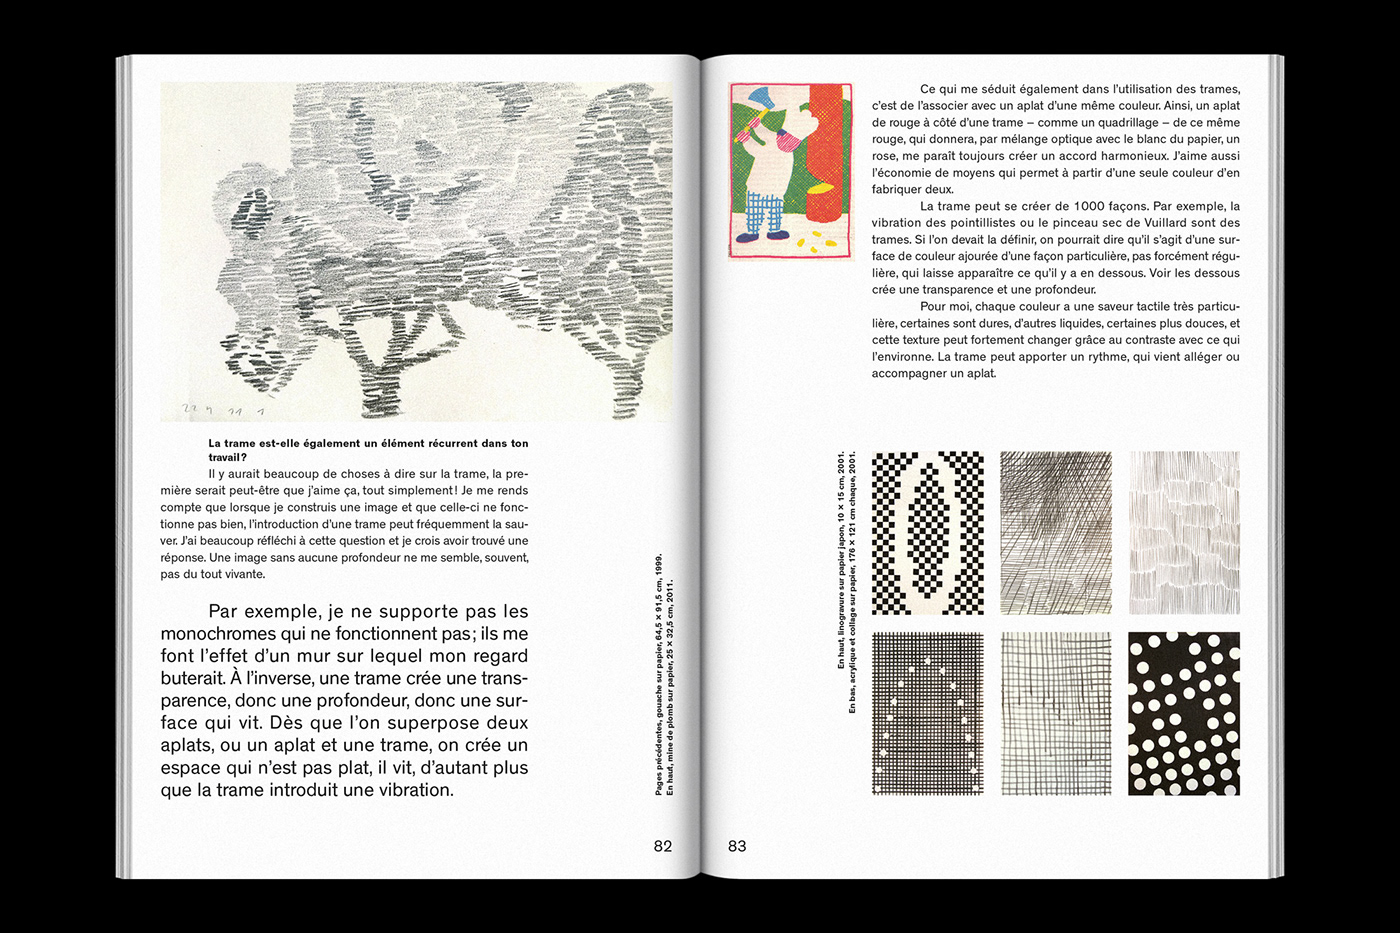 22 4 11 1
La trame est-elle également un élément récurrent dans ton
travail ?
Il y aurait beaucoup de choses à dire sur la trame, la pre-
mière serait peut-être que j’aime ça, tout simplement ! Je me rends
compte que lorsque je construis une image et que celle-ci ne fonc-
tionne pas bien, l’introduction d’une trame peut fréquemment la sau-
ver. J’ai beaucoup réfléchi à cette question et je crois avoir trouvé une
réponse. Une image sans aucune profondeur ne me semble, souvent,
pas du tout vivante.
Par exemple, je ne supporte pas les
monochromes qui ne fonctionnent pas ; ils me
font l’effet d’un mur sur lequel mon regard
buterait. À l’inverse, une trame crée une trans-
parence, donc une profondeur, donc une sur-
face qui vit. Dès que l’on superpose deux
aplats, ou un aplat et une trame, on crée un
espace qui n’est pas plat, il vit, d’autant plus
que la trame introduit une vibration.
Pages précédentes, gouache sur papier, 64,5 × 91,5 cm, 1999.
En haut, mine de plomb sur papier, 25 × 32,5 cm, 2011.
82
Ce qui me séduit également dans l’utilisation des trames,
c’est de l’associer avec un aplat d’une même couleur. Ainsi, un aplat
de rouge à côté d’une trame – comme un quadrillage – de ce même
rouge, qui donnera, par mélange optique avec le blanc du papier, un
rose, me paraît toujours créer un accord harmonieux. J’aime aussi
l’économie de moyens qui permet à partir d’une seule couleur d’en
fabriquer deux.
La trame peut se créer de 1000 façons. Par exemple, la
vibration des pointillistes ou le pinceau sec de Vuillard sont des
trames. Si l’on devait la définir, on pourrait dire qu’il s’agit d’une sur-
face de couleur ajourée d’une façon particulière, pas forcément régu-
lière, qui laisse apparaître ce qu’il y a en dessous. Voir les dessous
crée une transparence et une profondeur.
Pour moi, chaque couleur a une saveur tactile très particu-
lière, certaines sont dures, d’autres liquides, certaines plus douces, et
cette texture peut fortement changer grâce au contraste avec ce qui
l’environne. La trame peut apporter un rythme, qui vient alléger ou
accompagner un aplat.
En haut, linogravure sur papier japon, 10 × 15 cm, 2001.
En bas, acrylique et collage sur papier, 176 × 121 cm chaque, 2001.
83